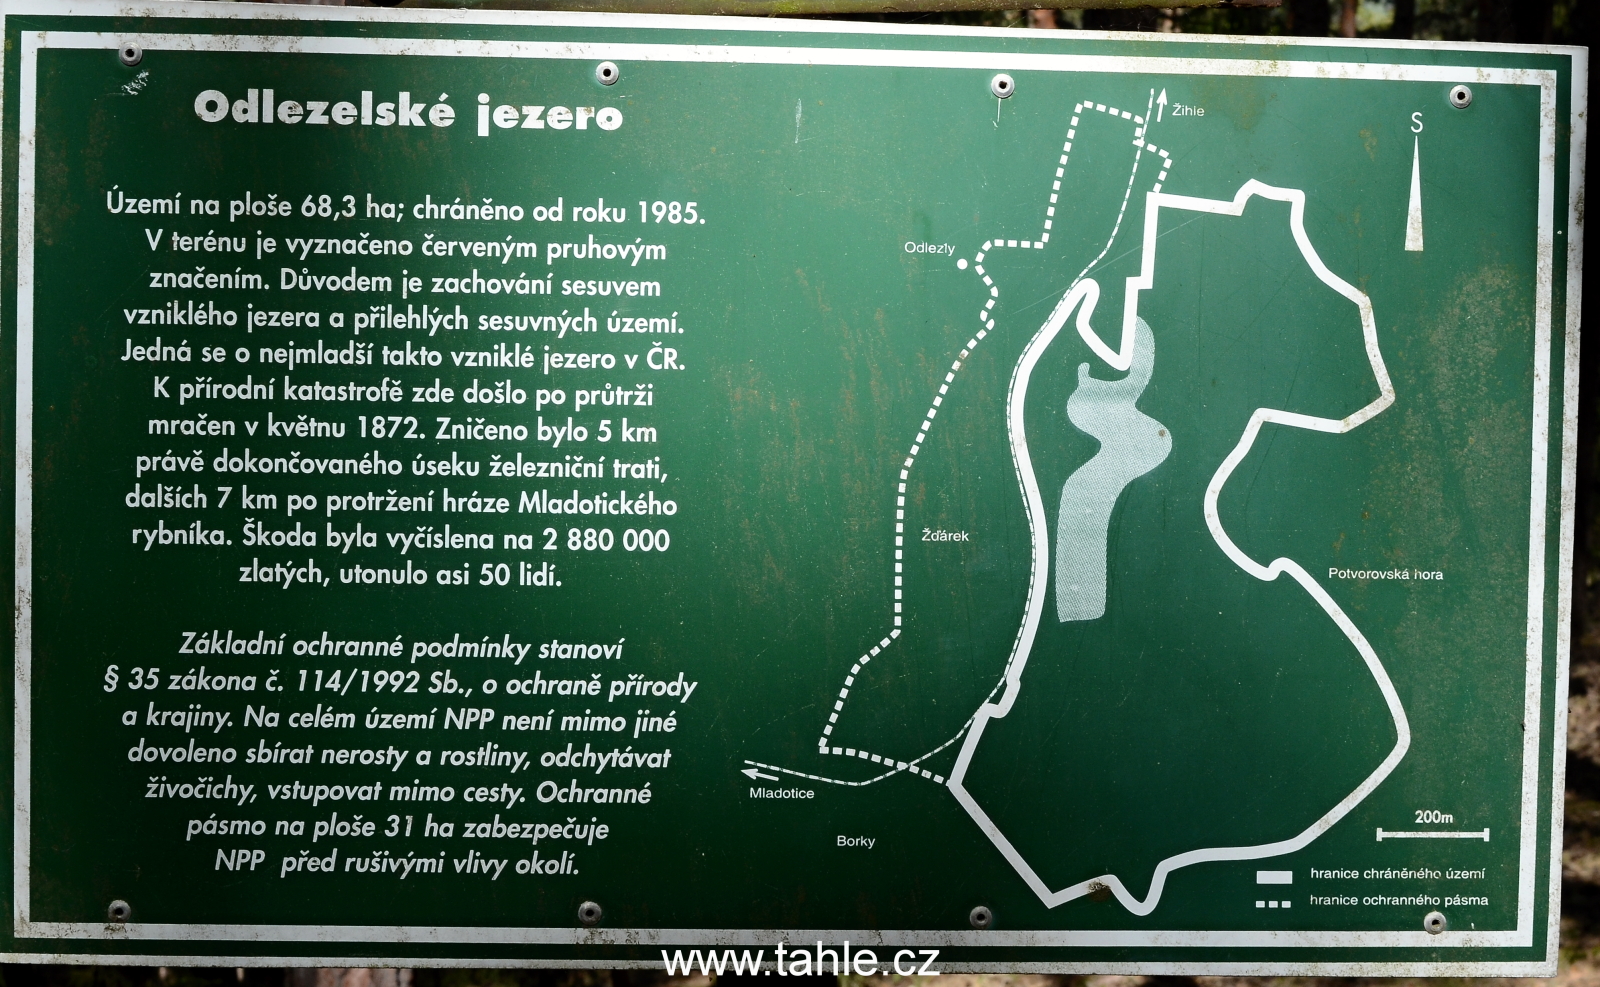 Odlezelské jezero
Území na ploše 68,3 ha; chráněno od roku 1985.
V terénu je vyznačeno červeným pruhovým
značením. Důvodem je zachování sesuvem
vzniklého jezera a přilehlých sesuvných území.
Jedná se o nejmladší takto vzniklé jezero v ČR.
K přírodní katastrofě zde došlo po průtrži
mračen v květnu 1872. Zničeno bylo 5 km
právě dokončovaného úseku železniční trati,
dalších 7 km po protržení hráze Mladotického
rybníka. Škoda byla vyčíslena na 2 880 000
zlatých, utonulo asi 50 lidí.
Základní ochranné podmínky stanoví
§ 35 zákona č. 114/1992 Sb., o ochraně přírody
a krajiny. Na celém území NPP není mimo jiné
dovoleno sbírat nerosty a rostliny, odchytávat
živočichy, vstupovat mimo cesty. Ochranné
pásmo na ploše 31 ha zabezpečuje
NPP před rušivými vlivy okolí.
Žihle
S
Odlezly
Žďárek
Potvorovská hora
Mladotice
Borky
200m
hranice chráněného území
hranice ochranného pásma
www.tahle.cz